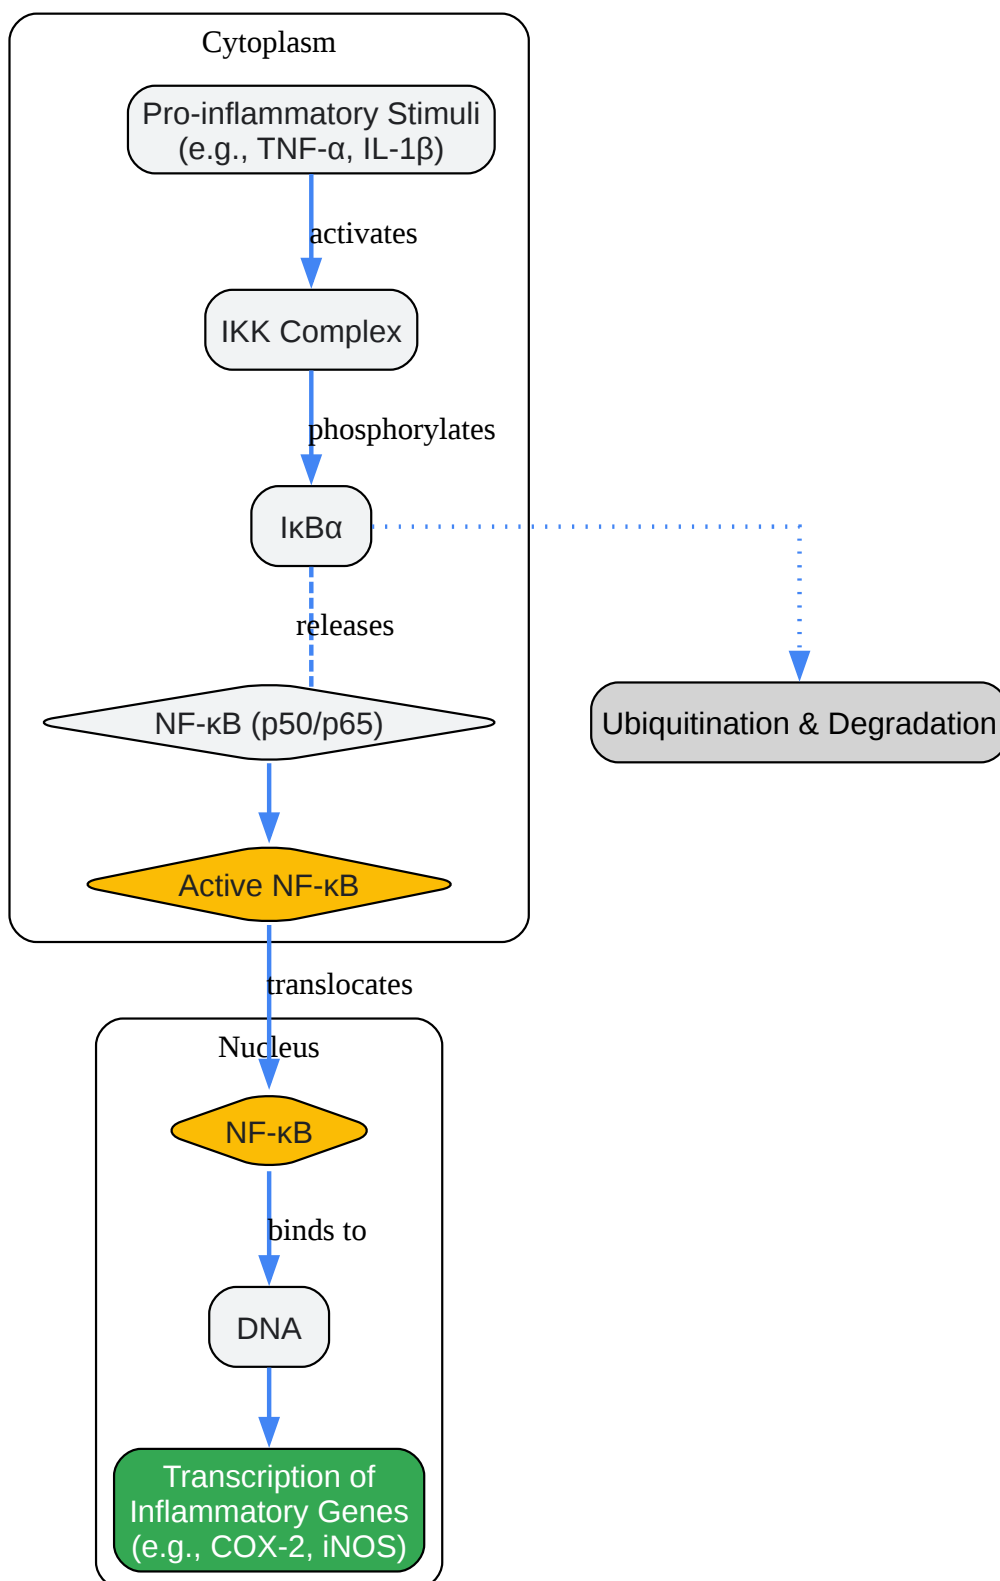 Cytoplasm
Pro-inflammatory Stimuli
(e.g., TNF-α, IL-1β)
activates
IKK Complex
phosphorylates
IκBα
releases
NF-κB (p50/p65)
Ubiquitination & Degradation
Active NF-κB
translocates
Nucleus
NF-κB
binds to
DNA
Transcription of
Inflammatory Genes
(e.g., COX-2, iNOS)